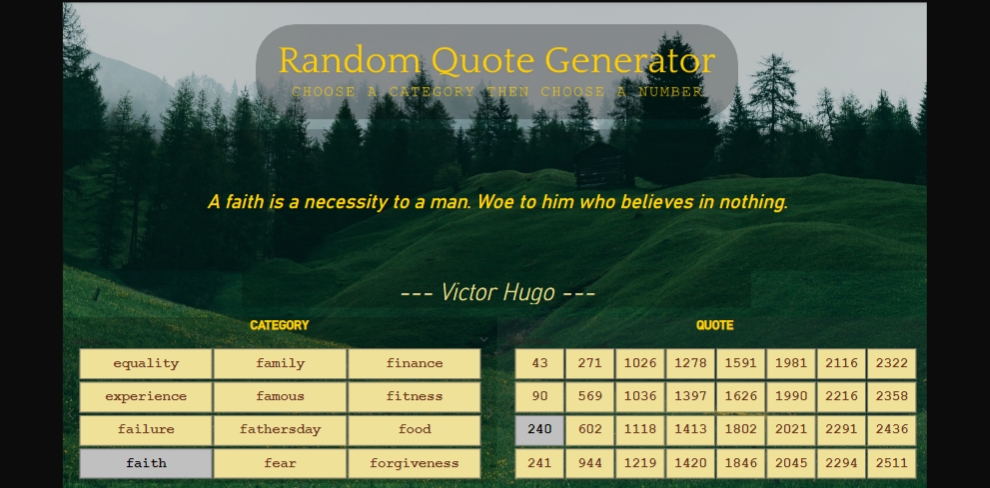 Random Quote Generator
CHOOSE A CATEGORY THEN CHOOSE A NUMBER
A faith is a necessity to a man. Woe to him who believes in nothing.
--- Victor Hugo ---
CATEGORY QUOTE
equality family finance 43 271 1026 1278 1591 1981 2116 2322
experience famous fitness 90 569 1036 1397 1626 1990 2216 2358
failure fathersday food 240 602 1118 1413 1802 2021 2291 2436
faith fear forgiveness 241 944 1219 1420 1846 2045 2294 2511